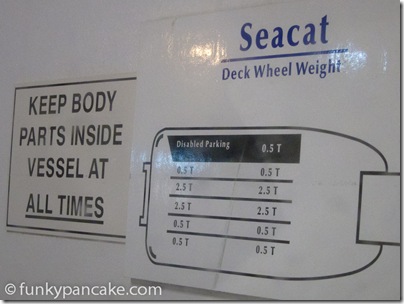 KEEP BODY
PARTS INSIDE
VESSEL AT
ALL TIMES
Seacat
Deck Wheel Weight
Disabled Parking 0.5 T
0.5 T 0.5 T
2.5 T 2.5 T
2.5 T 2.5 T
0.5 T 0.5 T
0.5 T 0.5 T
© funkypancake.com